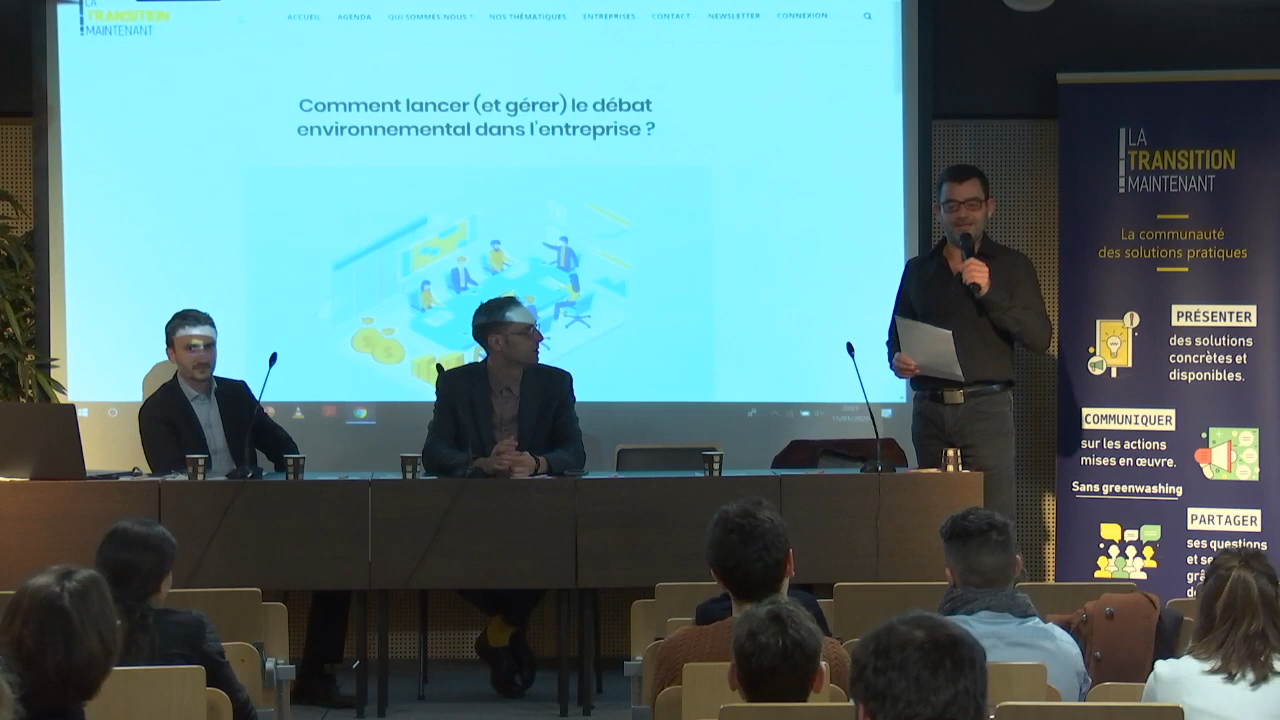 LA
TRANSITION
MAINTENANT
ACCUEIL AGENDA QUI SOMMES-NOUS ? NOS THÉMATIQUES ENTREPRISES CONTACT NEWSLETTER CONNEXION
Comment lancer (et gérer) le débat
environnemental dans l'entreprise ?
LA
TRANSITION
MAINTENANT
La communauté
des solutions pratiques
PRÉSENTER
des solutions
concrètes et
disponibles.
COMMUNIQUER
sur les actions
mises en œuvre.
Sans greenwashing
PARTAGER
ses questions
et